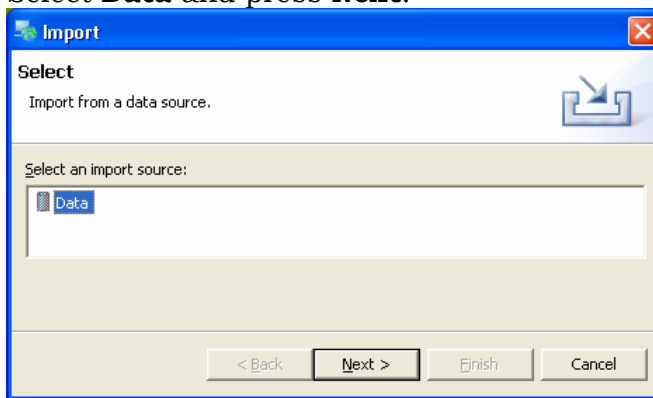 Select Data and press Next.
Import
Select
Import from a data source.
Select an import source:
Data
< Back Next > Finish Cancel